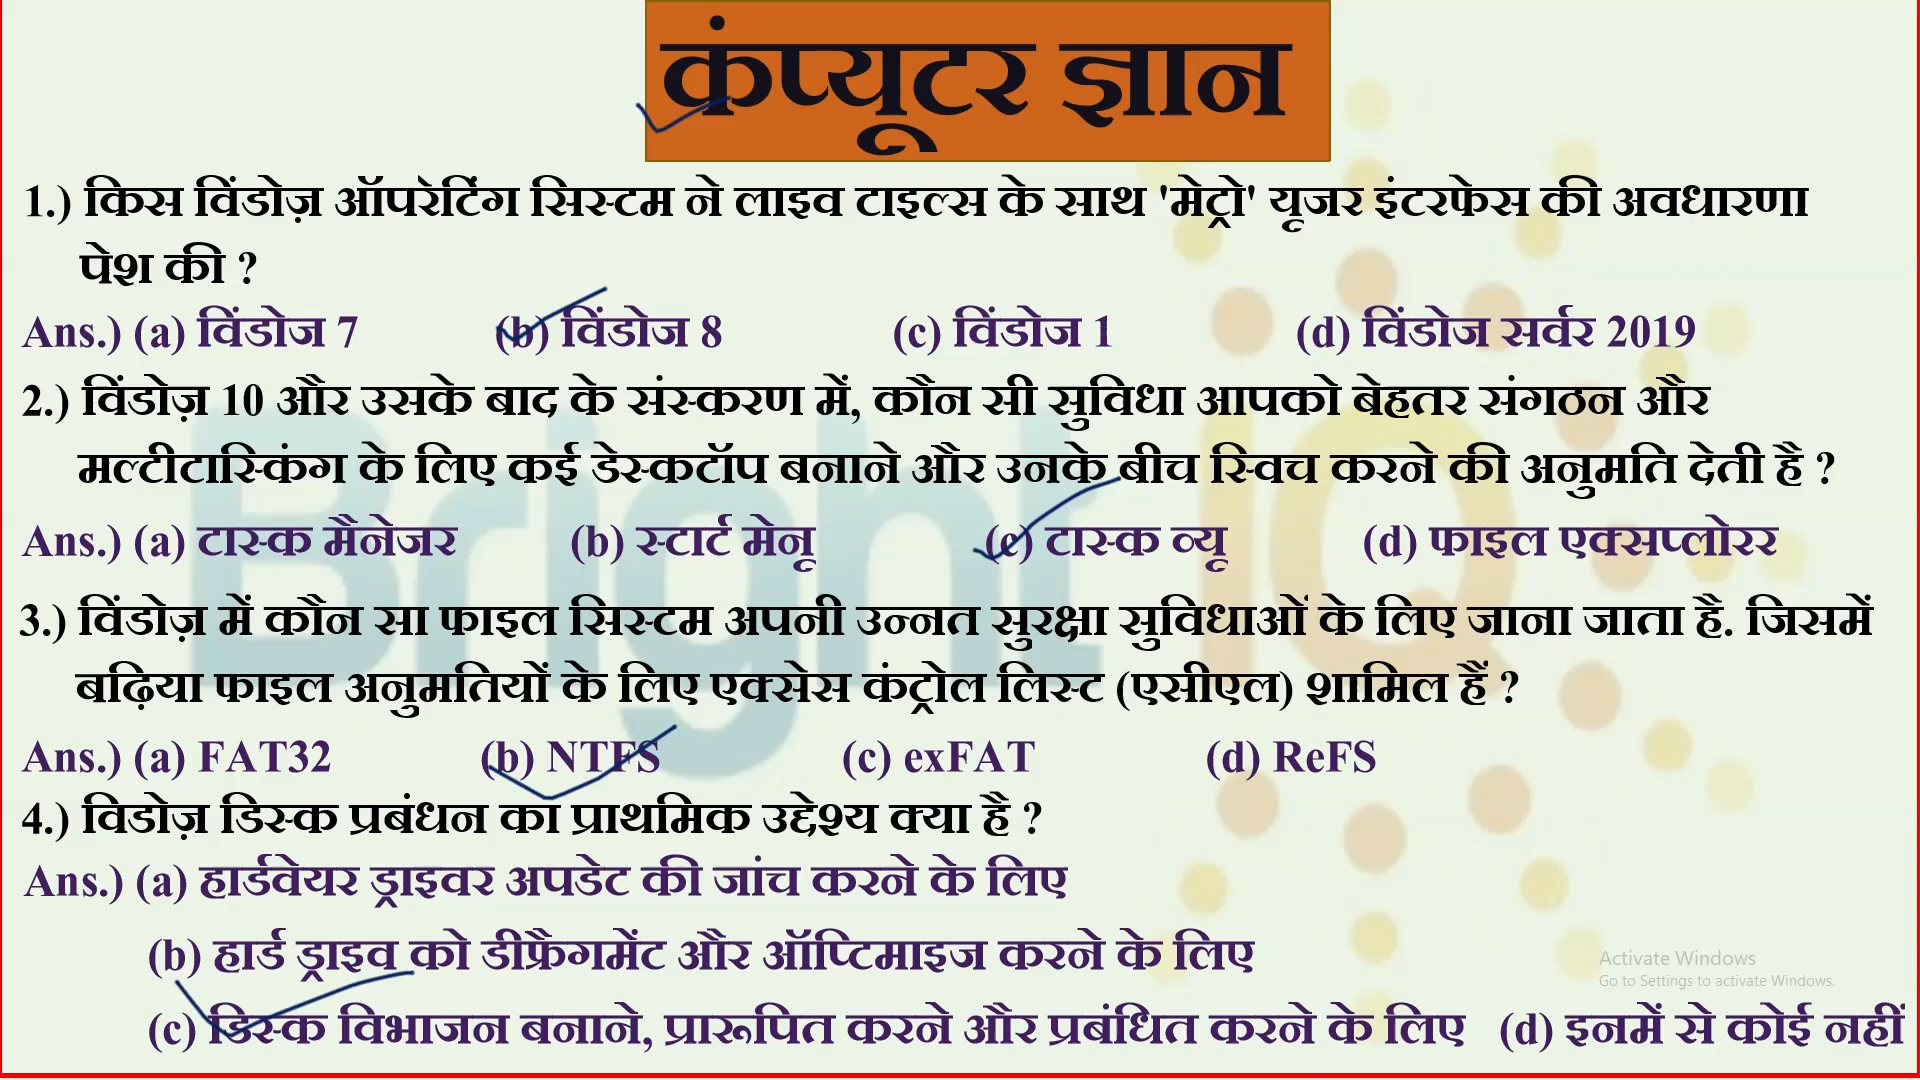 कंप्यूटर ज्ञान
1.) किस विंडोज़ ऑपरेटिंग सिस्टम ने लाइव टाइल्स के साथ 'मेट्रो' यूजर इंटरफेस की अवधारणा
पेश की ?
Ans.) (a) विंडोज 7 (b) विंडोज 8 (c) विंडोज 1 (d) विंडोज सर्वर 2019
2.) विंडोज़ 10 और उसके बाद के संस्करण में, कौन सी सुविधा आपको बेहतर संगठन और
मल्टीटास्किंग के लिए कई डेस्कटॉप बनाने और उनके बीच स्विच करने की अनुमति देती है ?
Ans.) (a) टास्क मैनेजर (b) स्टार्ट मेनू (c) टास्क व्यू (d) फाइल एक्सप्लोरर
3.) विंडोज़ में कौन सा फाइल सिस्टम अपनी उन्नत सुरक्षा सुविधाओं के लिए जाना जाता है. जिसमें
बढ़िया फाइल अनुमतियों के लिए एक्सेस कंट्रोल लिस्ट (एसीएल) शामिल हैं ?
Ans.) (a) FAT32 (b) NTFS (c) exFAT (d) ReFS
4.) विडोज़ डिस्क प्रबंधन का प्राथमिक उद्देश्य क्या है ?
Ans.) (a) हार्डवेयर ड्राइवर अपडेट की जांच करने के लिए
(b) हार्ड ड्राइव को डीफ्रैगमेंट और ऑप्टिमाइज करने के लिए
(c) डिस्क विभाजन बनाने, प्रारूपित करने और प्रबंधित करने के लिए (d) इनमें से कोई नहीं
Bright IQ
Activate Windows
Go to Settings to activate Windows.